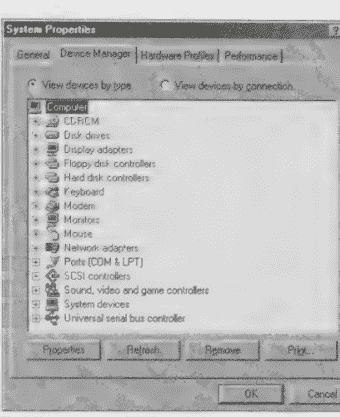 System Properties
?
General Device Manager Hardware Profiles Performance
View devices by type View devices by connection
Computer
CDROM
Disk drives
Display adapters
Floppy disk controllers
Hard disk controllers
Keyboard
Modem
Monitors
Mouse
Network adapters
Ports (COM & LPT)
SCSI controllers
Sound, video and game controllers
System devices
Universal serial bus controller
Properties Refresh Remove Print...
OK Cancel